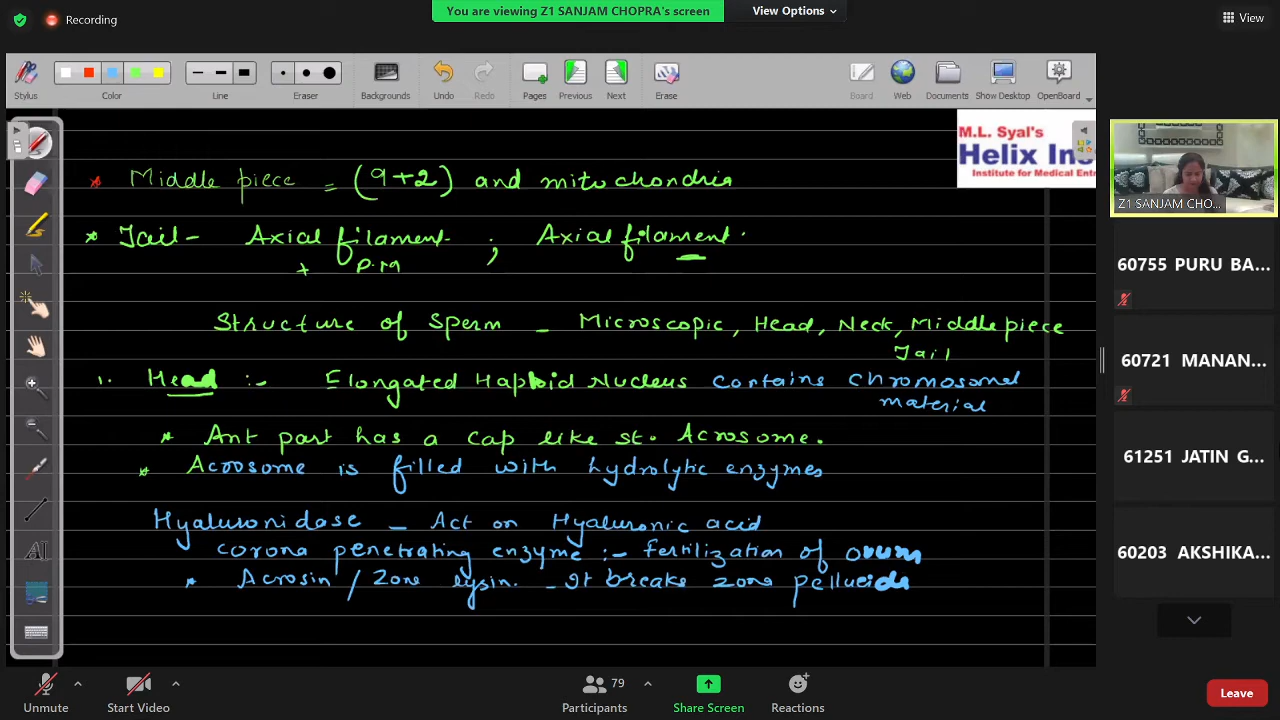 Recording
You are viewing Z1 SANJAM CHOPRA's screen
View Options
View
Stylus Color Line Eraser Backgrounds Undo Redo Pages Previous Next Erase Board Web Documents Show Desktop OpenBoard
M.L. Syal's
Helix Ins
Institute for Medical Entr
* Middle piece = (9+2) and mitochondria
* Tail - Axial filament ; Axial filament.
+ P.M
Structure of Sperm - Microscopic, Head, Neck, Middle piece
Tail
1. Head :- Elongated Haploid Nucleus contains chromosomal
material
* Ant part has a cap like st. Acrosome.
* Acrosome is filled with hydrolytic enzymes
Hyaluronidase - Act on Hyaluronic acid
corona penetrating enzyme :- fertilization of ovum
* Acrosin / Zona lysin. - It breaks zona pellucida
Z1 SANJAM CHO...
60755 PURU BA...
60721 MANAN...
61251 JATIN G...
60203 AKSHIKA...
Unmute
Start Video
79
Participants
Share Screen
Reactions
Leave